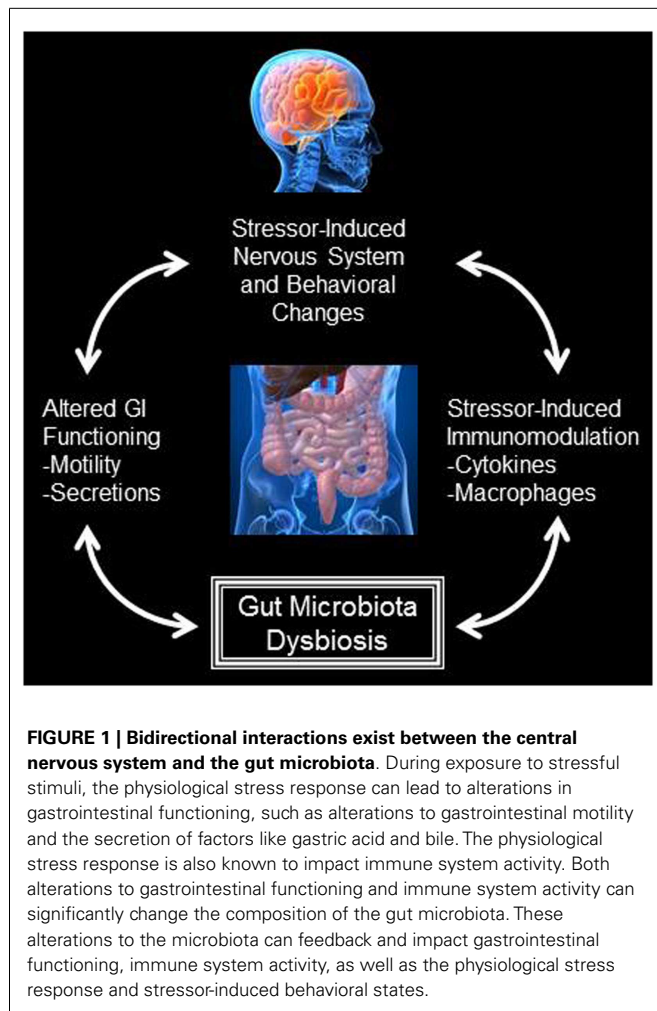 Stressor-Induced
Nervous System
and Behavioral
Changes
Altered GI
Functioning
-Motility
-Secretions
Stressor-Induced
Immunomodulation
-Cytokines
-Macrophages
Gut Microbiota
Dysbiosis
FIGURE 1 | Bidirectional interactions exist between the central
nervous system and the gut microbiota. During exposure to stressful
stimuli, the physiological stress response can lead to alterations in
gastrointestinal functioning, such as alterations to gastrointestinal motility
and the secretion of factors like gastric acid and bile. The physiological
stress response is also known to impact immune system activity. Both
alterations to gastrointestinal functioning and immune system activity can
significantly change the composition of the gut microbiota. These
alterations to the microbiota can feedback and impact gastrointestinal
functioning, immune system activity, as well as the physiological stress
response and stressor-induced behavioral states.